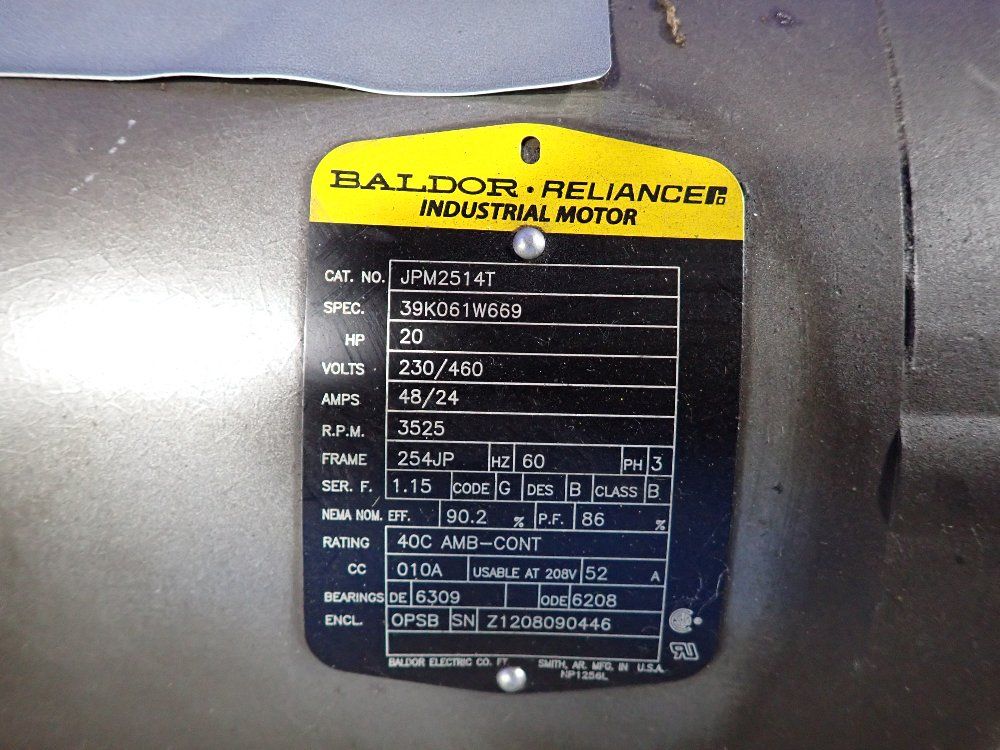 BALDOR • RELIANCE
INDUSTRIAL MOTOR
CAT. NO. JPM2514T
SPEC. 39K061W669
HP 20
VOLTS 230/460
AMPS 48/24
R.P.M. 3525
FRAME 254JP HZ 60 PH 3
SER. F. 1.15 CODE G DES B CLASS B
NEMA NOM. EFF. 90.2 % P.F. 86 %
RATING 40C AMB-CONT
CC 010A USABLE AT 208V 52 A
BEARINGS DE 6309 ODE 6208
ENCL. OPSB SN Z1208090446
BALDOR ELECTRIC CO. FT. SMITH, AR. MFG. IN U.S.A.
NP1256L